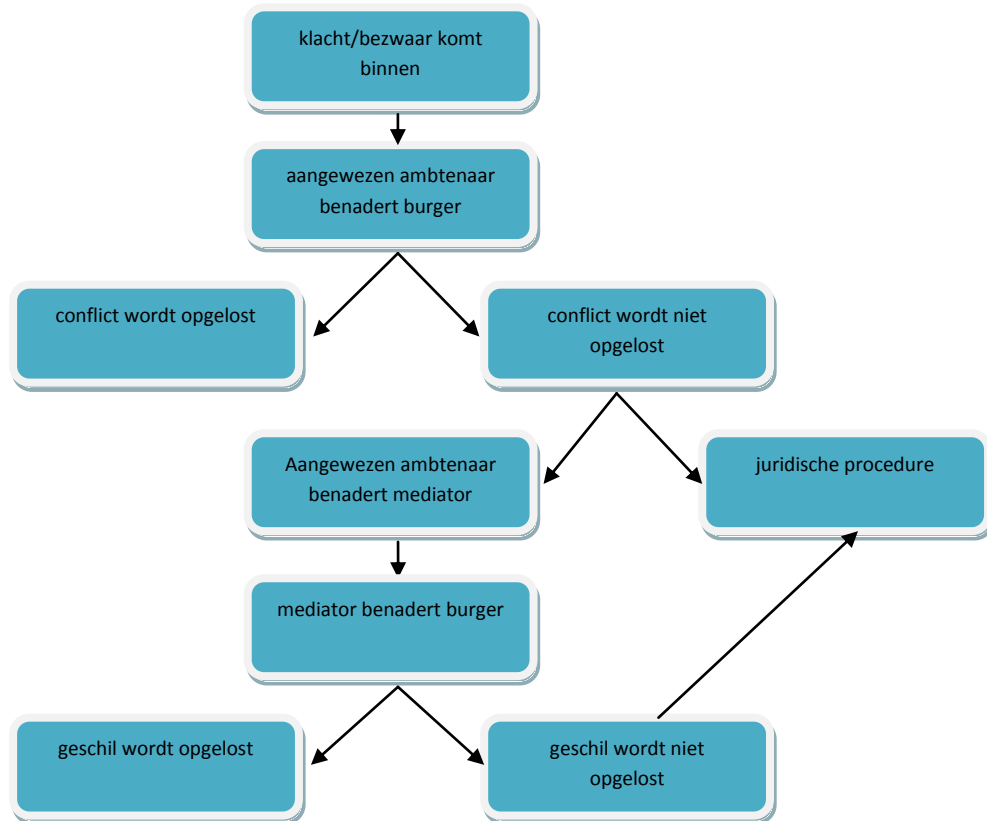 klacht/bezwaar komt
binnen
aangewezen ambtenaar
benadert burger
conflict wordt opgelost
conflict wordt niet
opgelost
Aangewezen ambtenaar
benadert mediator
juridische procedure
mediator benadert burger
geschil wordt opgelost
geschil wordt niet
opgelost